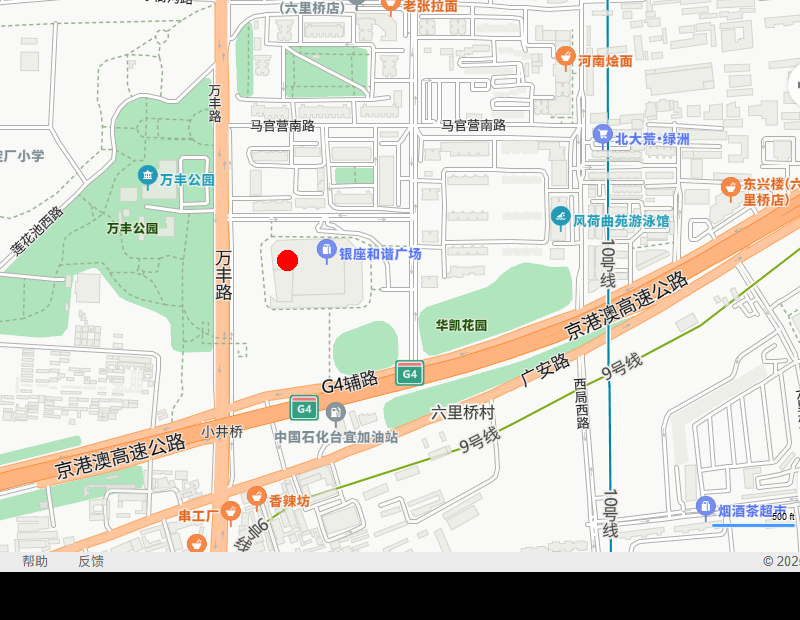 (六里桥店)
老张拉面
河南烩面
万丰路
马官营南路
马官营南路
北大荒·绿洲
定厂小学
万丰公园
东兴楼(六
里桥店)
莲花池西路
万丰公园
风荷曲苑游泳馆
万丰路
银座和谐广场
10号线
京港澳高速公路
华凯花园
G4辅路
G4
广安路
9号线
西局西路
G4
六里桥村
小井桥
中国石化台宜加油站
京港澳高速公路
9号线
香辣坊
串工厂
9号线
10号线
烟酒茶超市
500 ft
帮助
反馈